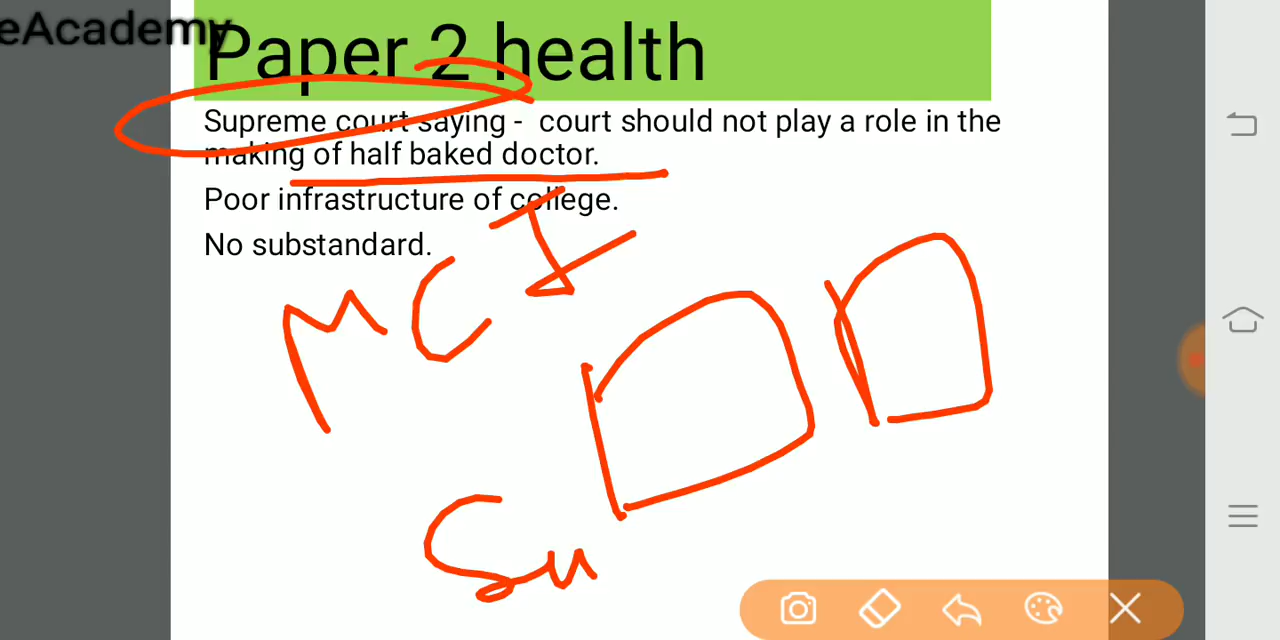 eAcademy
Paper 2 health
Supreme court saying -  court should not play a role in the
making of half baked doctor.
Poor infrastructure of college.
No substandard.
MCI
Su